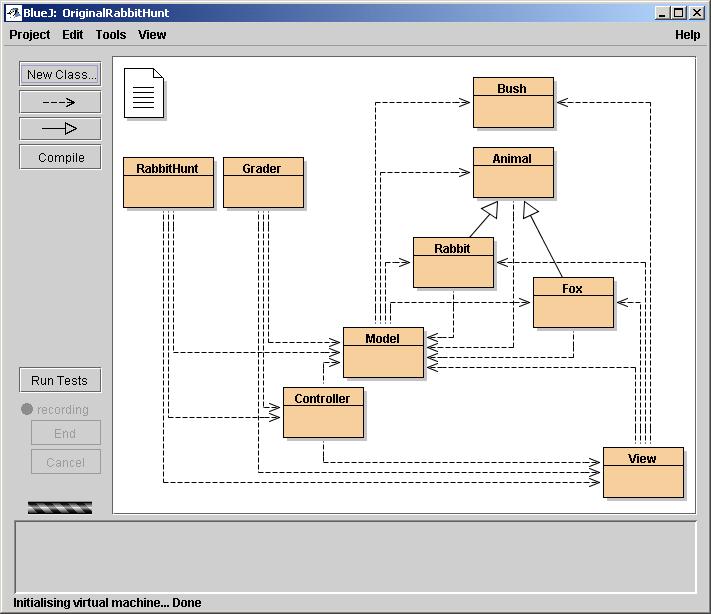 BlueJ: OriginalRabbitHunt
Project Edit Tools View Help
New Class...
Compile
Bush
Animal
RabbitHunt
Grader
Rabbit
Fox
Model
Controller
View
Run Tests
recording
End
Cancel
Initialising virtual machine... Done